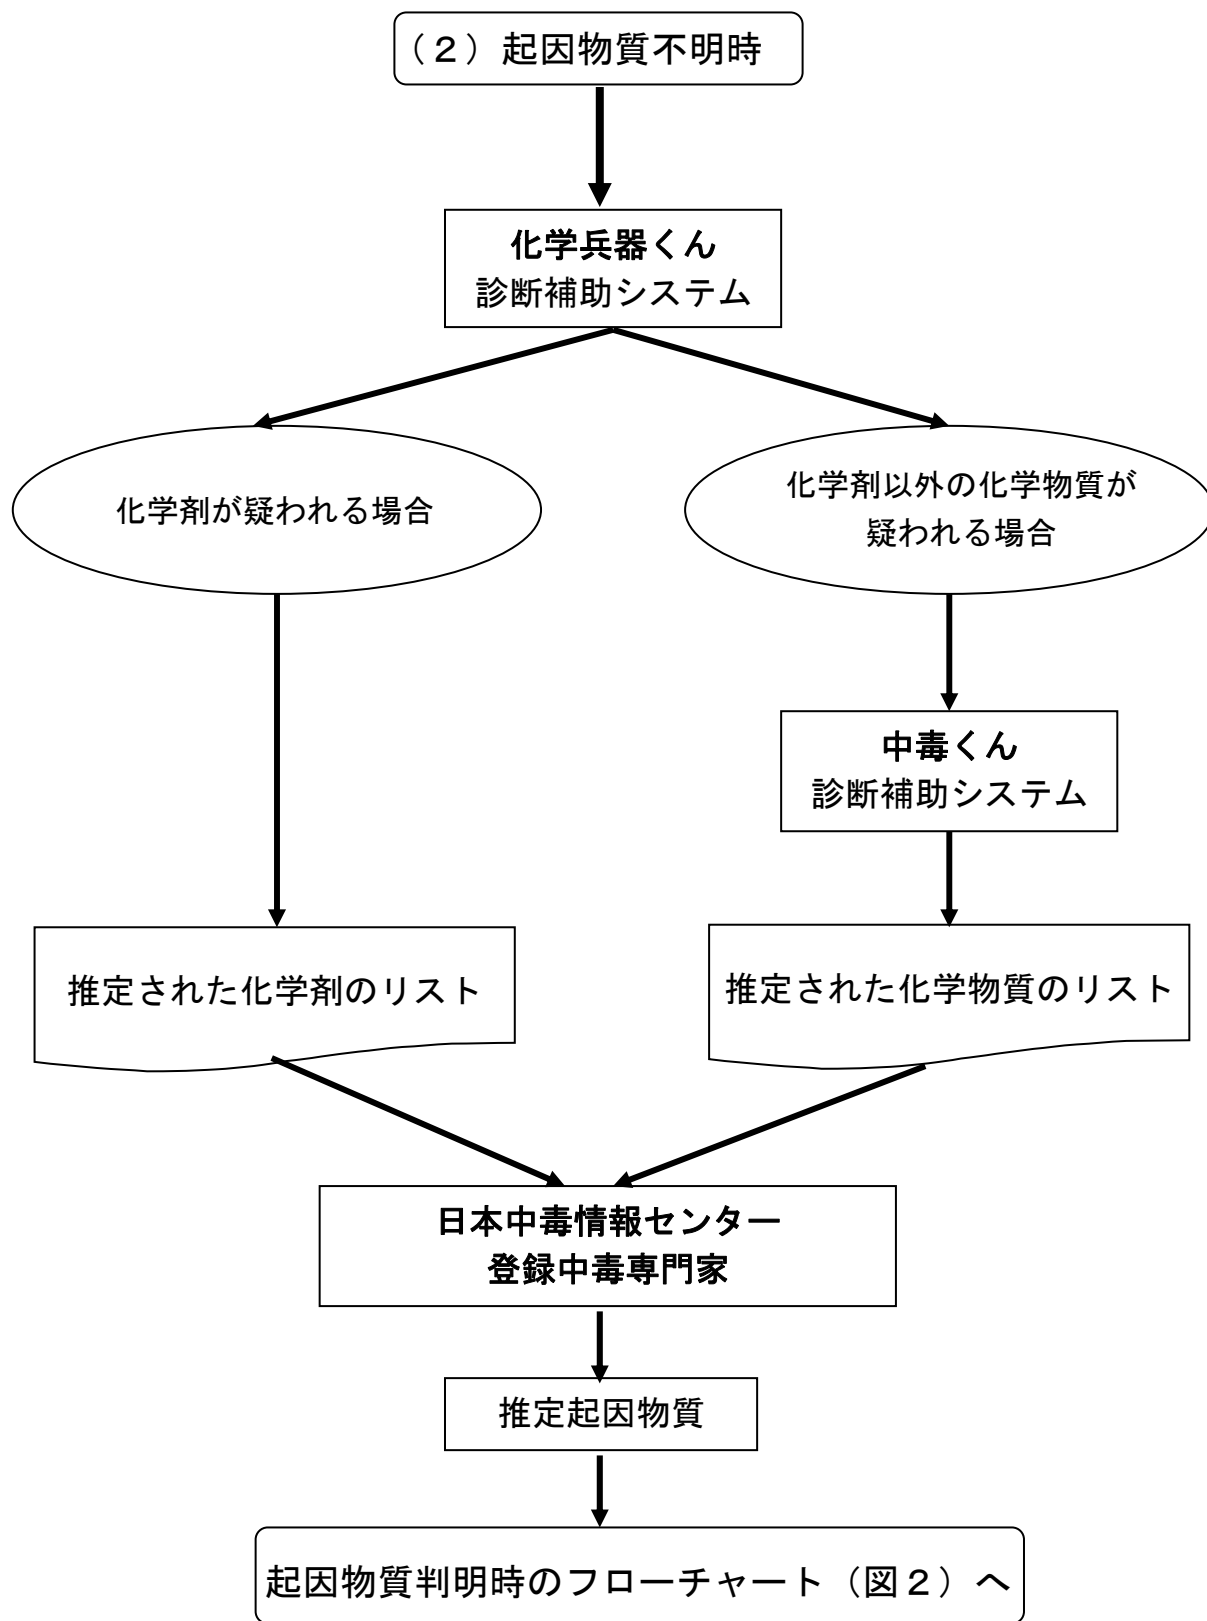 （２）起因物質不明時
化学兵器くん
診断補助システム
化学剤が疑われる場合
化学剤以外の化学物質が
疑われる場合
中毒くん
診断補助システム
推定された化学剤のリスト
推定された化学物質のリスト
日本中毒情報センター
登録中毒専門家
推定起因物質
起因物質判明時のフローチャート（図２）へ